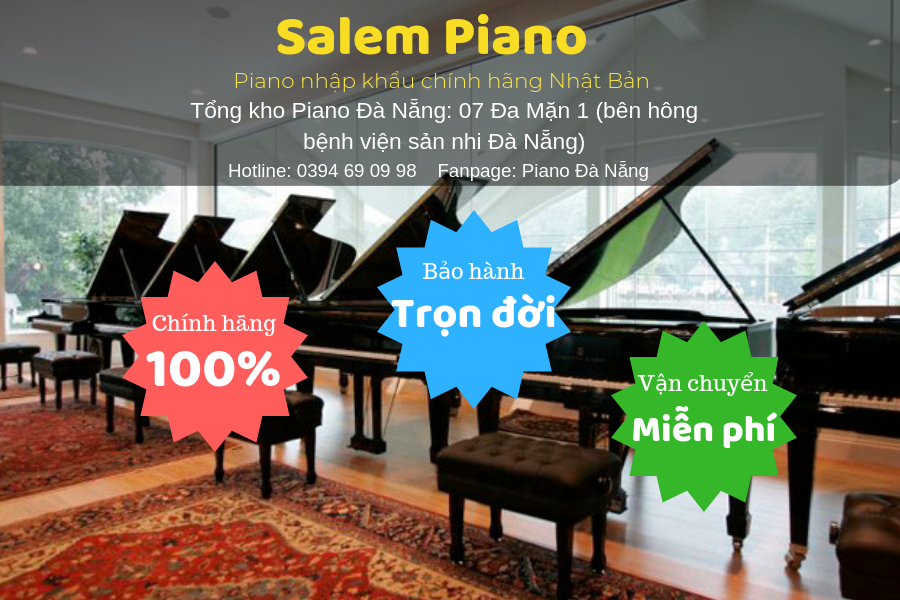 Salem Piano
Piano nhập khẩu chính hãng Nhật Bản
Tổng kho Piano Đà Nẵng: 07 Đa Mặn 1 (bên hông
bệnh viện sản nhi Đà Nẵng)
Hotline: 0394 69 09 98 Fanpage: Piano Đà Nẵng
Bảo hành
Trọn đời
Chính hãng
100%
Vận chuyển
Miễn phí